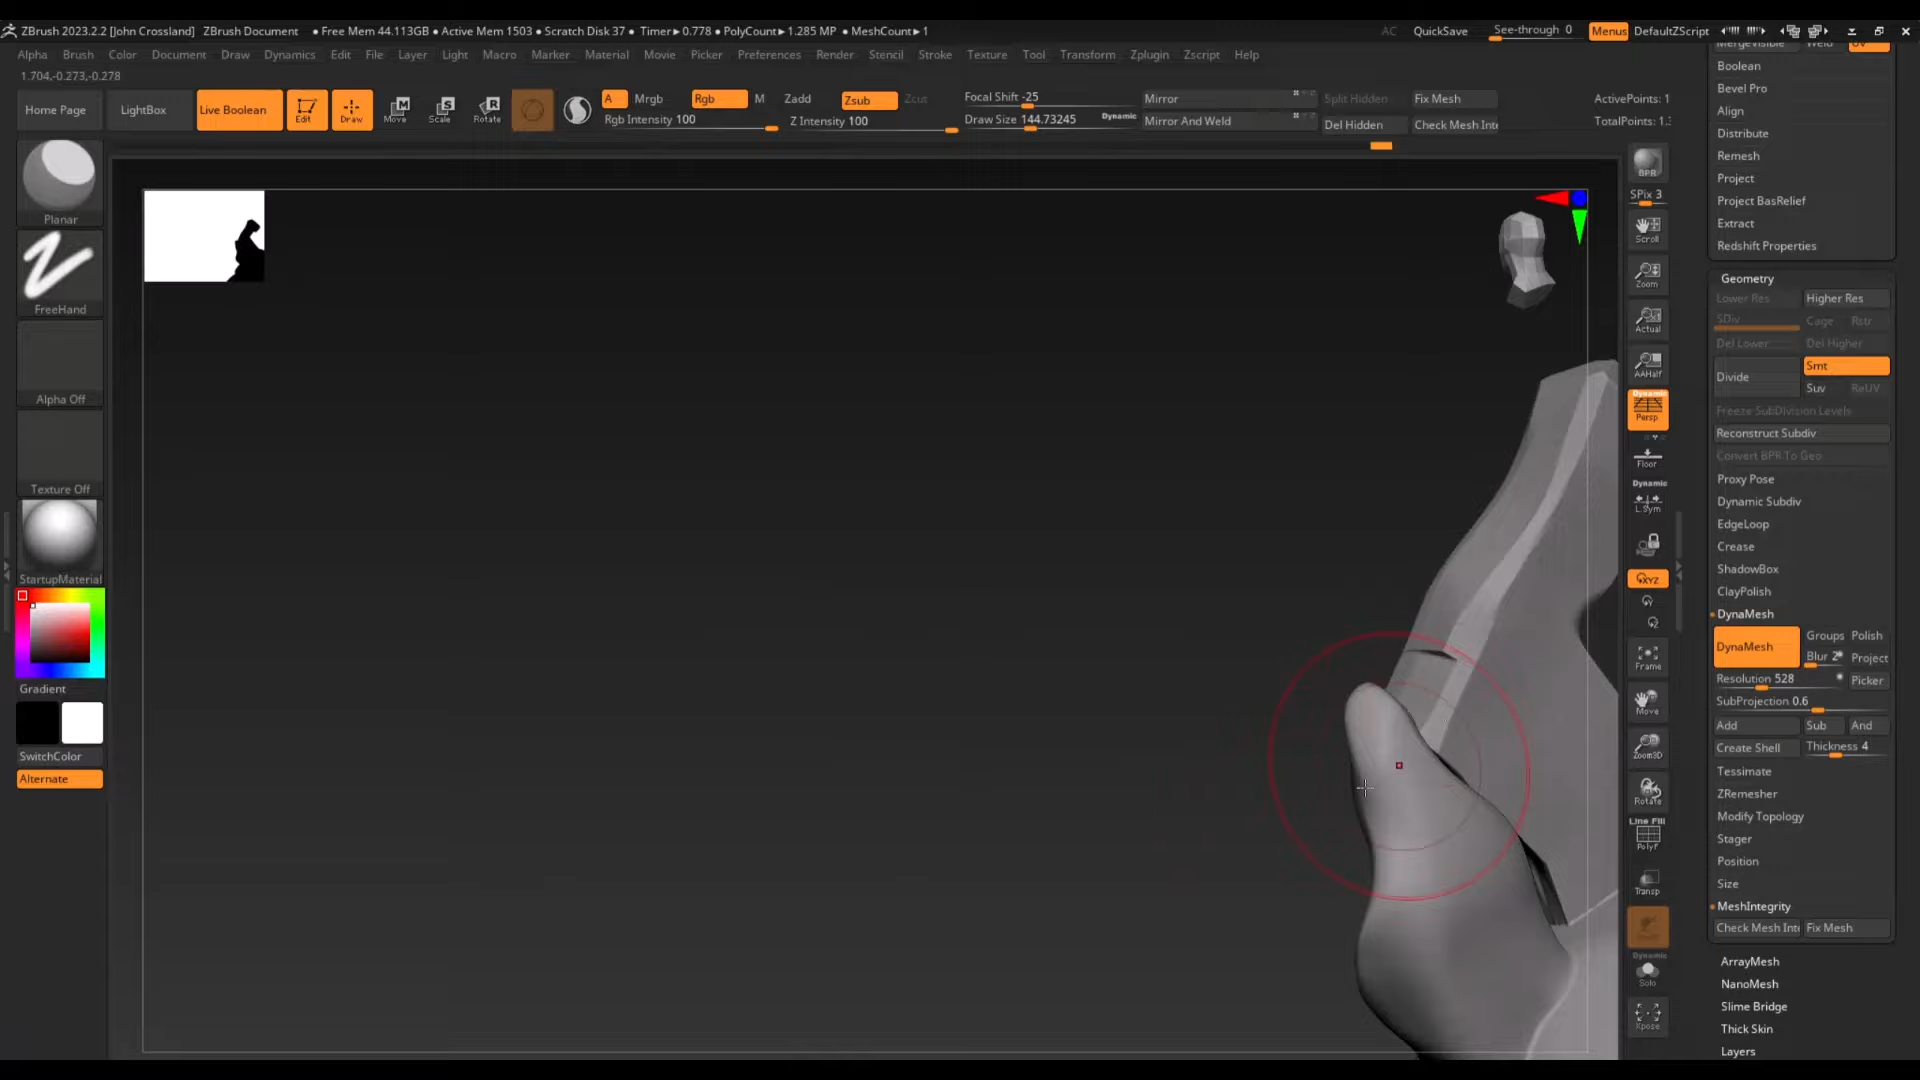 ZBrush 2023.2.2 [John Crossland] ZBrush Document • Free Mem 44.113GB • Active Mem 1503 • Scratch Disk 37 • Timer▸0.778 • PolyCount▸1.285 MP • MeshCount▸1 AC QuickSave See-through 0 Menus DefaultZScript
Alpha Brush Color Document Draw Dynamics Edit File Layer Light Macro Marker Material Movie Picker Preferences Render Stencil Stroke Texture Tool Transform Zplugin Zscript Help
1.704,-0.273,-0.278
Home Page LightBox Live Boolean Edit Draw Move Scale Rotate
A Mrgb Rgb M Zadd Zsub Zcut Focal Shift -25 Mirror Split Hidden Fix Mesh ActivePoints: 1
Rgb Intensity 100 Z Intensity 100 Draw Size 144.73245 Dynamic Mirror And Weld Del Hidden Check Mesh Inte TotalPoints: 1.
Planar
FreeHand
Alpha Off
Texture Off
StartupMaterial
Gradient
SwitchColor
Alternate
BPR
SPix 3
Scroll
Zoom
Actual
AAHalf
Dynamic
Persp
Floor
Dynamic
L.Sym
XYZ
Y
Z
Frame
Move
Zoom3D
Rotate
Line Fill
PolyF
Transp
Dynamic
Solo
Xpose
MergeVisible Weld Uv
Boolean
Bevel Pro
Align
Distribute
Remesh
Project
Project BasRelief
Extract
Redshift Properties
Geometry
Lower Res Higher Res
SDiv Cage Rstr
Del Lower Del Higher
Divide Smt
Suv ReUV
Freeze SubDivision Levels
Reconstruct Subdiv
Convert BPR To Geo
Proxy Pose
Dynamic Subdiv
EdgeLoop
Crease
ShadowBox
ClayPolish
DynaMesh
DynaMesh Groups Polish
Blur 2 Project
Resolution 528 Picker
SubProjection 0.6
Add Sub And
Create Shell Thickness 4
Tessimate
ZRemesher
Modify Topology
Stager
Position
Size
MeshIntegrity
Check Mesh Inte Fix Mesh
ArrayMesh
NanoMesh
Slime Bridge
Thick Skin
Layers